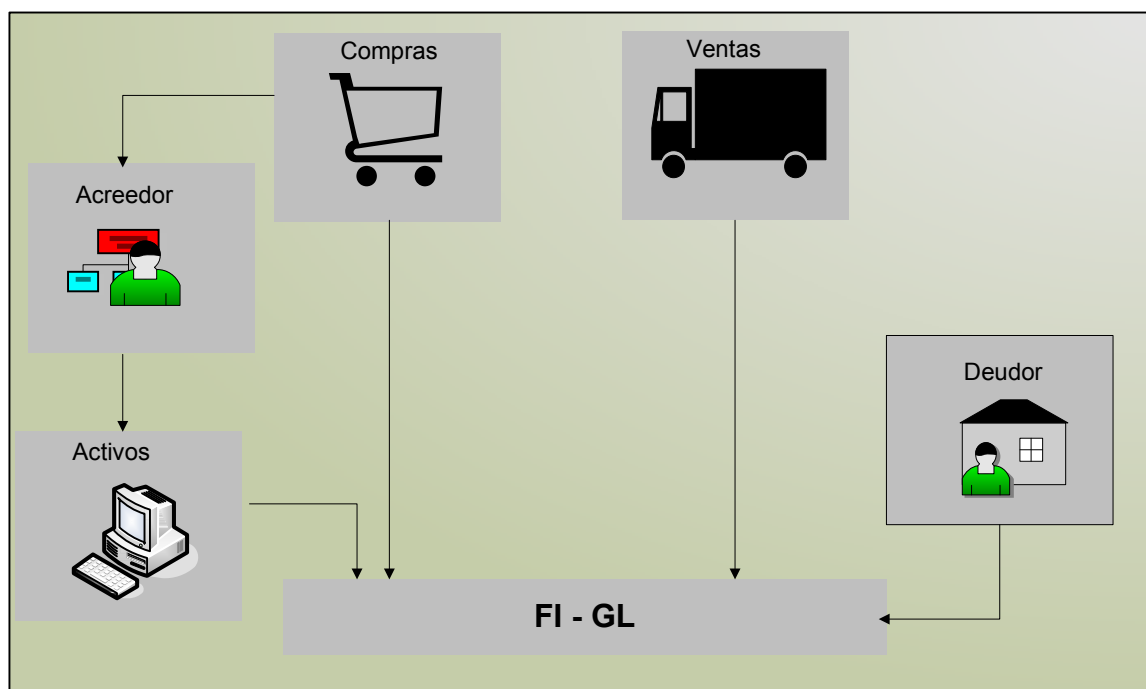 Compras
Ventas
Acreedor
Deudor
Activos
FI - GL